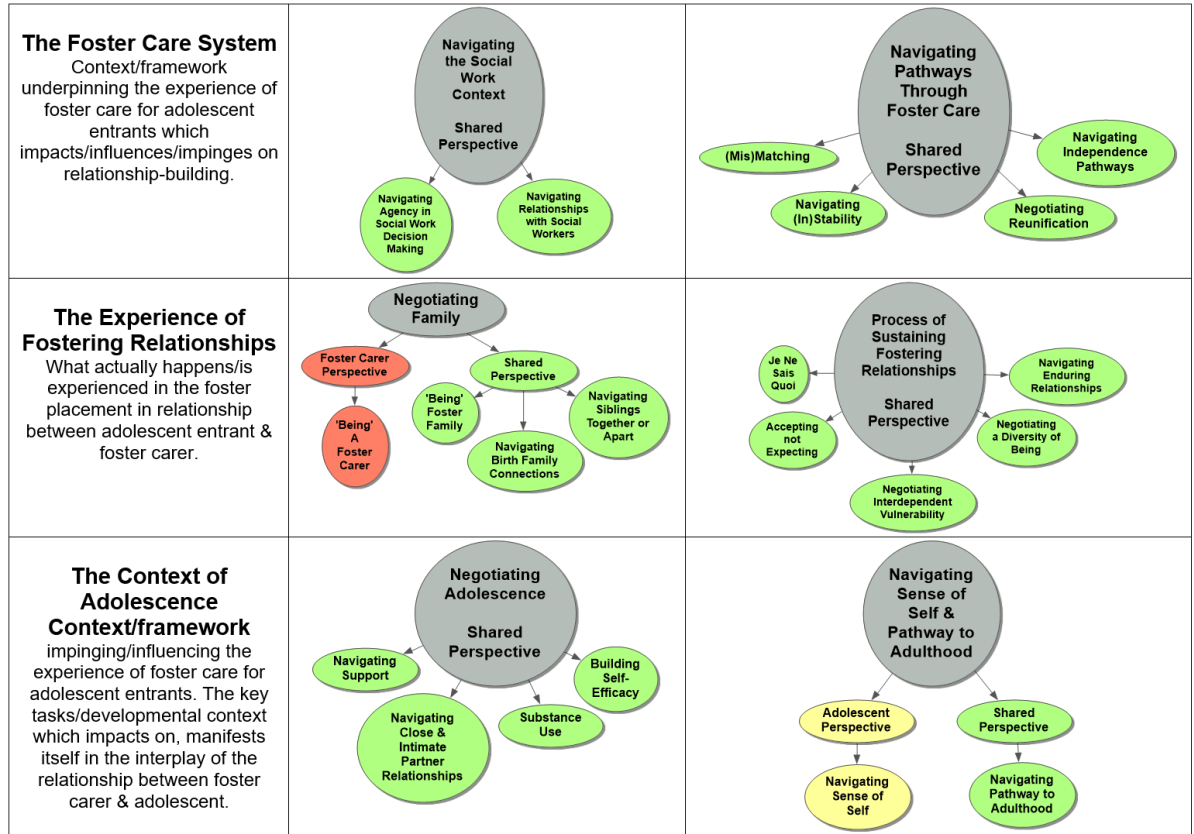 The Foster Care System
Context/framework
underpinning the experience of
foster care for adolescent
entrants which
impacts/influences/impinges on
relationship-building.
Navigating
the Social
Work
Context
Shared
Perspective
Navigating
Agency in
Social Work
Decision
Making
Navigating
Relationships
with Social
Workers
Navigating
Pathways
Through
Foster Care
Shared
Perspective
(Mis)Matching
Navigating
(In)Stability
Negotiating
Reunification
Navigating
Independence
Pathways
The Experience of
Fostering Relationships
What actually happens/is
experienced in the foster
placement in relationship
between adolescent entrant &
foster carer.
Negotiating
Family
Foster Carer
Perspective
'Being'
A
Foster
Carer
Shared
Perspective
'Being'
Foster
Family
Navigating
Birth Family
Connections
Navigating
Siblings
Together or
Apart
Process of
Sustaining
Fostering
Relationships
Shared
Perspective
Je Ne
Sais
Quoi
Accepting
not
Expecting
Negotiating
Interdependent
Vulnerability
Negotiating
a Diversity of
Being
Navigating
Enduring
Relationships
The Context of
Adolescence
Context/framework
impinging/influencing the
experience of foster care for
adolescent entrants. The key
tasks/developmental context
which impacts on, manifests
itself in the interplay of the
relationship between foster
carer & adolescent.
Negotiating
Adolescence
Shared
Perspective
Navigating
Support
Navigating
Close &
Intimate
Partner
Relationships
Substance
Use
Building
Self-
Efficacy
Navigating
Sense of
Self &
Pathway to
Adulthood
Adolescent
Perspective
Navigating
Sense of
Self
Shared
Perspective
Navigating
Pathway to
Adulthood